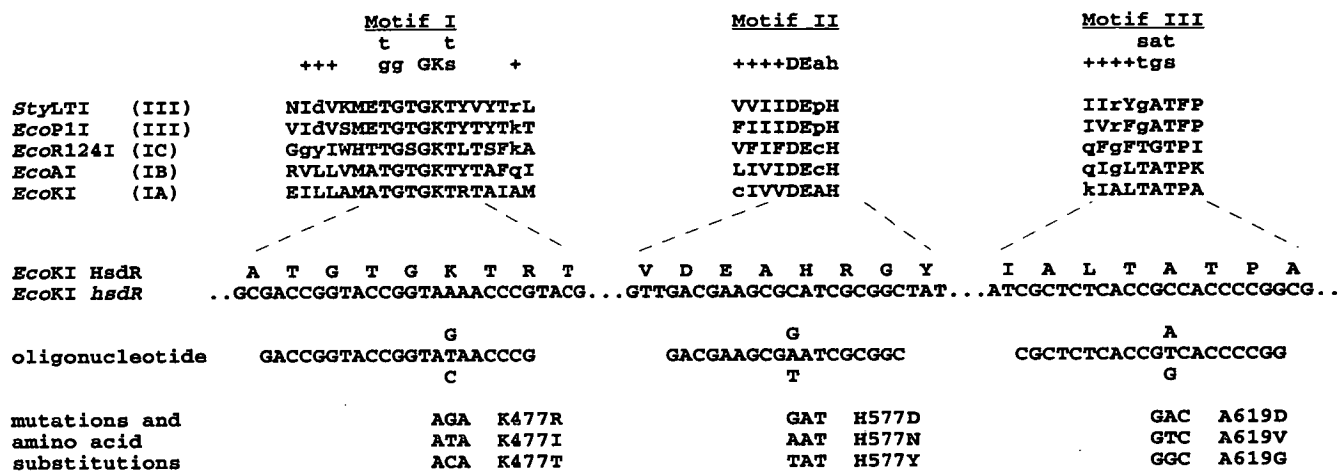 Motif I Motif II Motif III
t t sat
+++ gg GKs + ++++DEah ++++tgs
StyLTI (III) NIdVKMETGTGKTYVYTrL VVIIDEpH IIrYgATFP
EcoP1I (III) VIdVSMETGTGKTYTYTkT FIIIDEpH IVrFgATFP
EcoR124I (IC) GgyIWHTTGSGKTLTSFkA VFIFDEcH qFgFTGTPI
EcoAI (IB) RVLLVMATGTGKTYTAFqI LIVIDEcH qIgLTATPK
EcoKI (IA) EILLAMATGTGKTRTAIAM cIVVDEAH kIALTATPA
EcoKI HsdR A T G T G K T R T V D E A H R G Y I A L T A T P A
EcoKI hsdR ..GCGACCGGTACCGGTAAAACCCGTACG...GTTGACGAAGCGCATCGCGGCTAT...ATCGCTCTCACCGCCACCCCGGCG..
G G A
oligonucleotide GACCGGTACCGGTATAACCCG GACGAAGCGAATCGCGGC CGCTCTCACCGTCACCCCGG
C T G
mutations and AGA K477R GAT H577D GAC A619D
amino acid ATA K477I AAT H577N GTC A619V
substitutions ACA K477T TAT H577Y GGC A619G